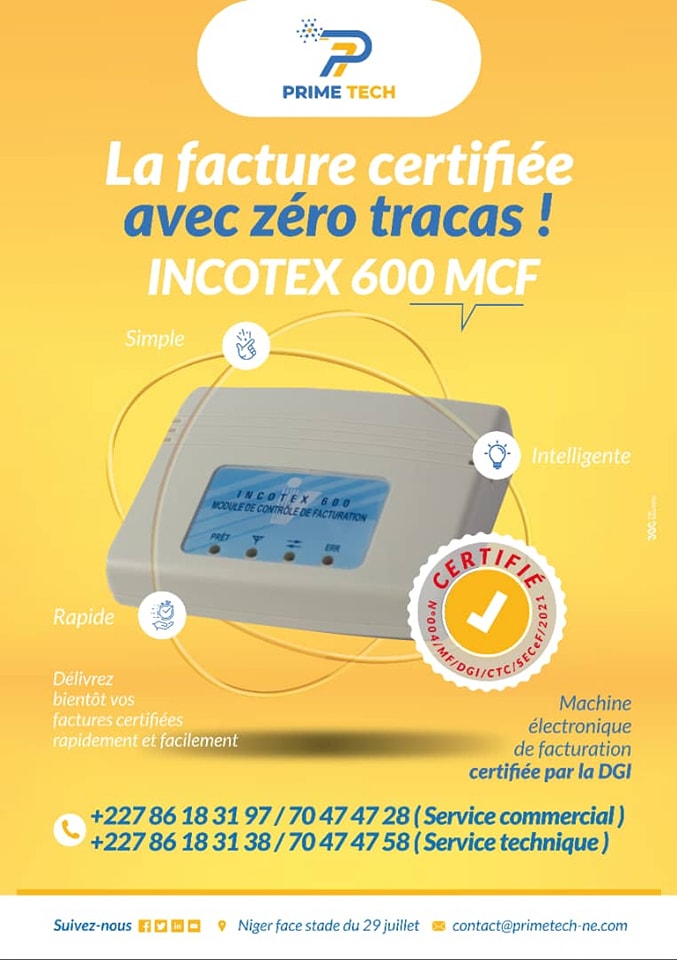 PRIME TECH
La facture certifiée
avec zéro tracas !
INCOTEX 600 MCF
Simple
Intelligente
INCOTEX 600
MODULE DE CONTRÔLE DE FACTURATION
PRÊT
ERR
CERTIFIÉ
N°004/MF/DGI/CTC/SECeF/2021
Rapide
Délivrez
bientôt vos
factures certifiées
rapidement et facilement
Machine
électronique
de facturation
certifiée par la DGI
+227 86 18 31 97 / 70 47 47 28 ( Service commercial )
+227 86 18 31 38 / 70 47 47 58 ( Service technique )
Suivez-nous
Niger face stade du 29 juillet
contact@primetech-ne.com